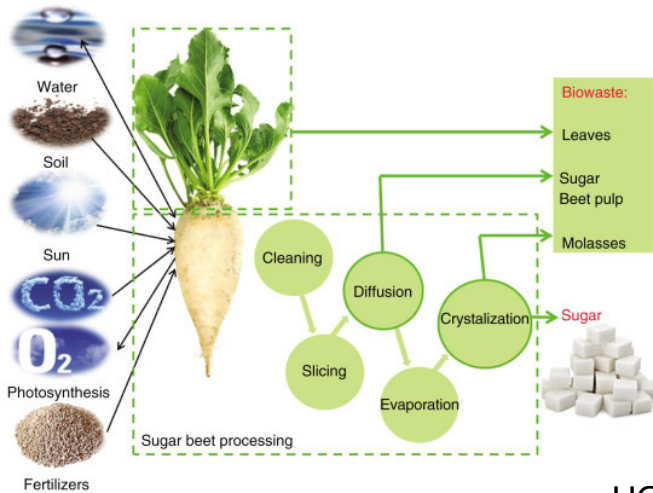 Water
Soil
Sun
CO2
O2
Photosynthesis
Fertilizers
Cleaning
Slicing
Diffusion
Evaporation
Crystalization
Sugar beet processing
Biowaste:
Leaves
Sugar
Beet pulp
Molasses
Sugar